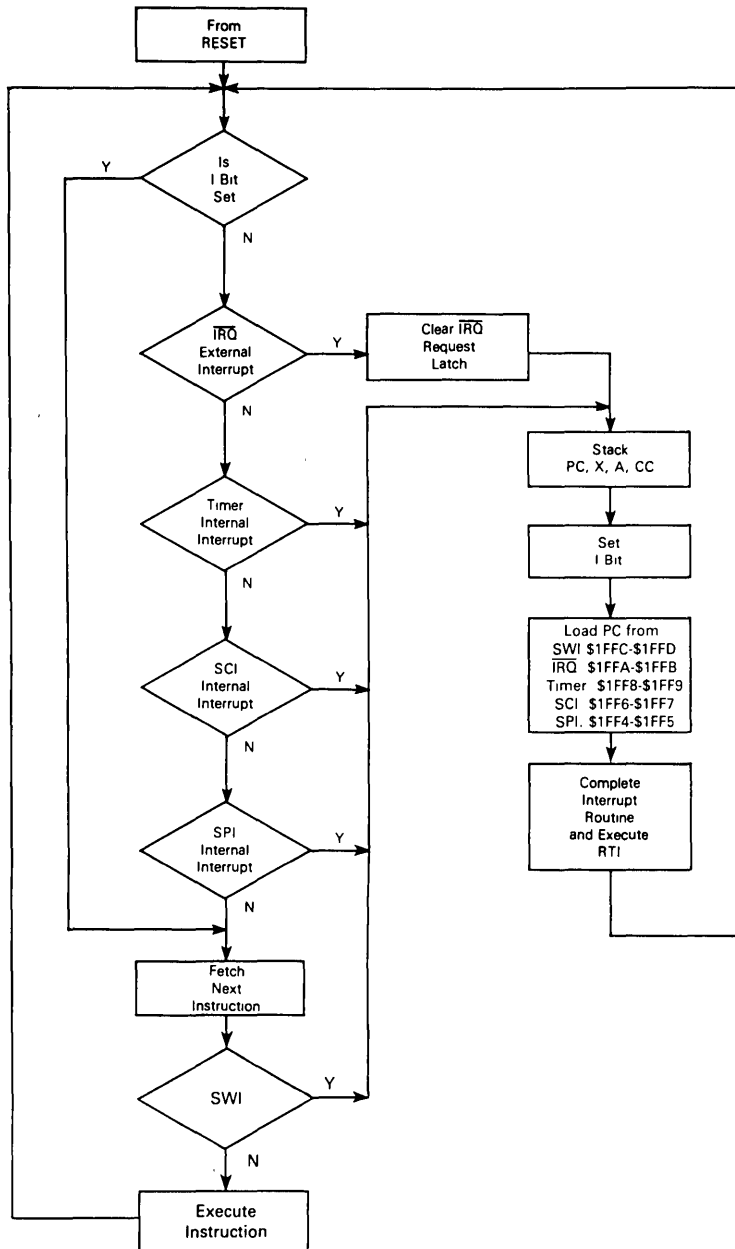 From
RESET
Is
I Bit
Set
Y
N
IRQ
External
Interrupt
Y
N
Clear IRQ
Request
Latch
Stack
PC, X, A, CC
Timer
Internal
Interrupt
Y
N
Set
I Bit
Load PC from
SWI $1FFC-$1FFD
IRQ $1FFA-$1FFB
Timer $1FF8-$1FF9
SCI $1FF6-$1FF7
SPI. $1FF4-$1FF5
SCI
Internal
Interrupt
Y
N
Complete
Interrupt
Routine
and Execute
RTI
SPI
Internal
Interrupt
Y
N
Fetch
Next
Instruction
SWI
Y
N
Execute
Instruction